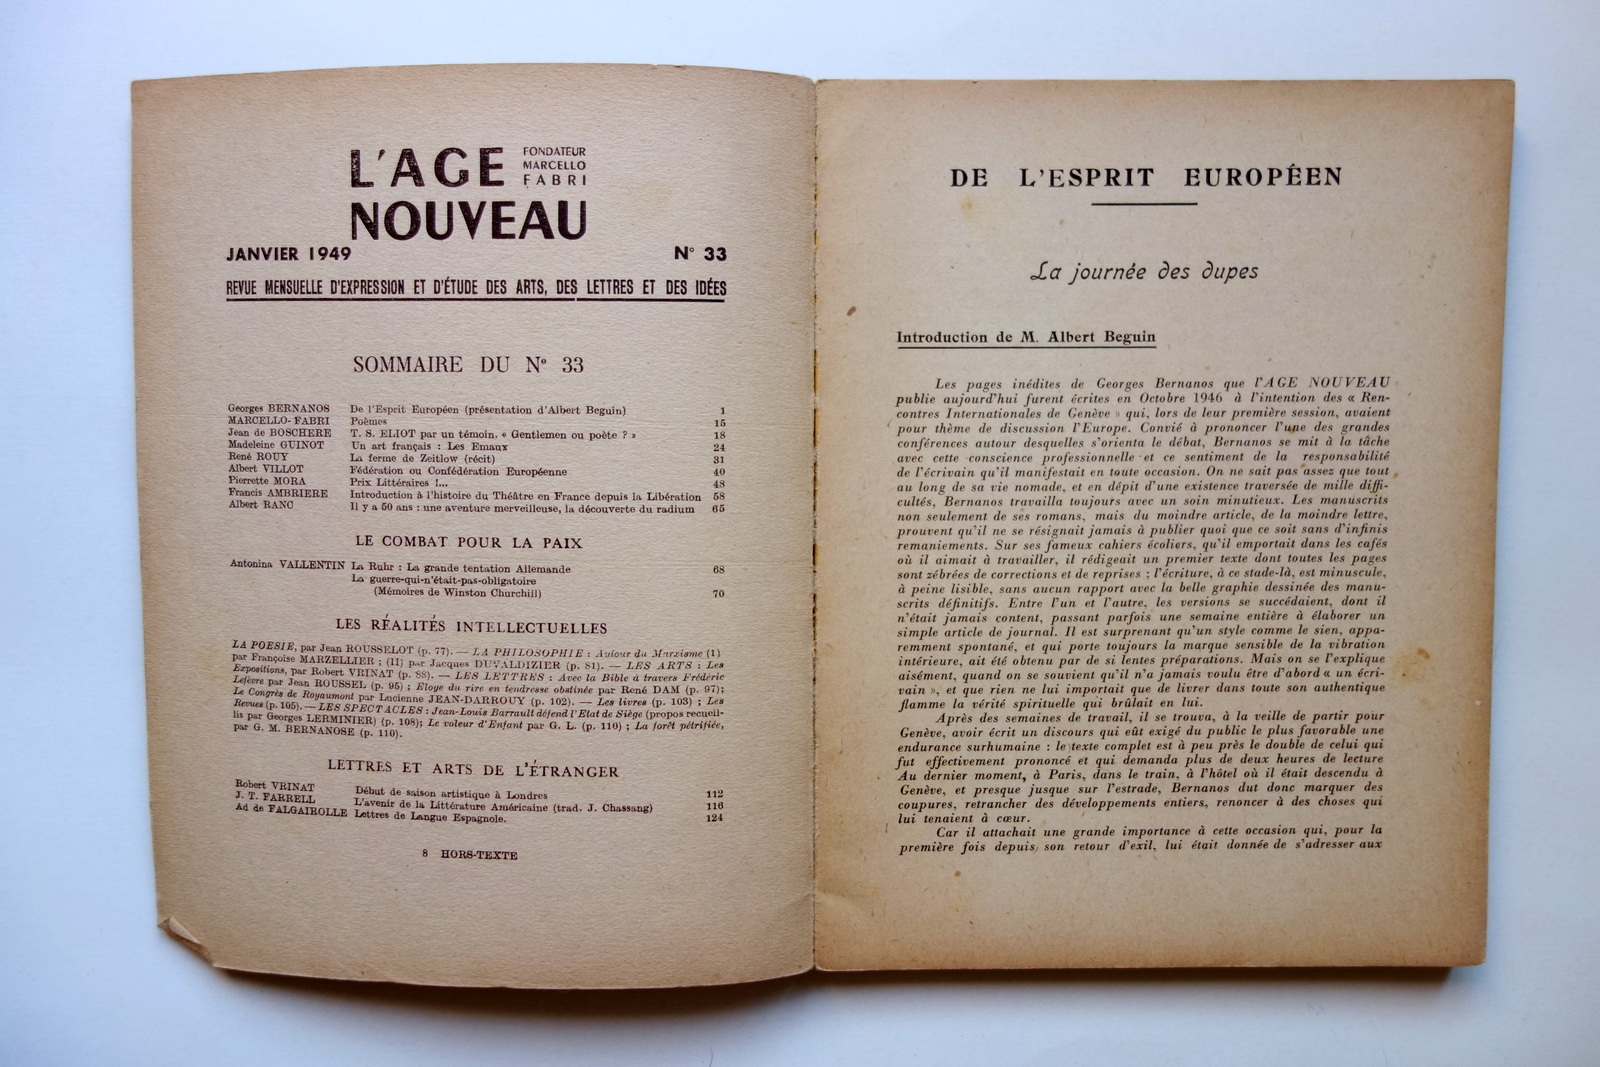 L'AGE
NOUVEAU
FONDATEUR
MARCELLO
FABRI
JANVIER 1949 N° 33
REVUE MENSUELLE D'EXPRESSION ET D'ÉTUDE DES ARTS, DES LETTRES ET DES IDÉES
SOMMAIRE DU N° 33
Georges BERNANOS De l'Esprit Européen (présentation d'Albert Beguin) 1
MARCELLO-FABRI Poèmes 15
Jean de BOSCHERE T. S. ELIOT par un témoin. « Gentlemen ou poète ? » 18
Madeleine GUINOT Un art français : Les Emaux 24
René ROUY La ferme de Zeitlow (récit) 31
Albert VILLOT Fédération ou Confédération Européenne 40
Pierrette MORA Prix Littéraires !... 48
Francis AMBRIERE Introduction à l'histoire du Théâtre en France depuis la Libération 58
Albert RANC Il y a 50 ans : une aventure merveilleuse, la découverte du radium 65
LE COMBAT POUR LA PAIX
Antonina VALLENTIN La Ruhr : La grande tentation Allemande 68
La guerre-qui-n'était-pas-obligatoire
(Mémoires de Winston Churchill) 70
LES RÉALITÉS INTELLECTUELLES
LA POESIE, par Jean ROUSSELOT (p. 77). — LA PHILOSOPHIE : Autour du Marxisme (1)
par Françoise MARZELLIER ; (II) par Jacques DUVALDIZIER (p. 81). — LES ARTS : Les
Expositions, par Robert VRINAT (p. 88). — LES LETTRES : Avec la Bible à travers Frédéric
Lefèvre par Jean ROUSSEL (p. 95) ; Eloge du rire en tendresse obstinée par René DAM (p. 97);
Le Congrès de Royaumont par Lucienne JEAN-DARROUY (p. 102). — Les livres (p. 103) ; Les
Revues (p. 105). — LES SPECTACLES : Jean-Louis Barrault défend l'Etat de Siège (propos recueil-
lis par Georges LERMINIER) (p. 108); Le voleur d'Enfant par G. L. (p. 110) ; La forêt pétrifiée,
par G. M. BERNANOSE (p. 110).
LETTRES ET ARTS DE L'ÉTRANGER
Robert VRINAT Début de saison artistique à Londres 112
J. T. FARRELL L'avenir de la Littérature Américaine (trad. J. Chassang) 116
Ad de FALGAIROLLE Lettres de Langue Espagnole. 124
8 HORS-TEXTE
DE L'ESPRIT EUROPÉEN
La journée des dupes
Introduction de M. Albert Beguin
Les pages inédites de Georges Bernanos que l'AGE NOUVEAU
publie aujourd'hui furent écrites en Octobre 1946 à l'intention des « Ren-
contres Internationales de Genève » qui, lors de leur première session, avaient
pour thème de discussion l'Europe. Convié à prononcer l'une des grandes
conférences autour desquelles s'orienta le débat, Bernanos se mit à la tâche
avec cette conscience professionnelle et ce sentiment de la responsabilité
de l'écrivain qu'il manifestait en toute occasion. On ne sait pas assez que tout
au long de sa vie nomade, et en dépit d'une existence traversée de mille diffi-
cultés, Bernanos travailla toujours avec un soin minutieux. Les manuscrits
non seulement de ses romans, mais du moindre article, de la moindre lettre,
prouvent qu'il ne se résignait jamais à publier quoi que ce soit sans d'infinis
remaniements. Sur ses fameux cahiers écoliers, qu'il emportait dans les cafés
où il aimait à travailler, il rédigeait un premier texte dont toutes les pages
sont zébrées de corrections et de reprises ; l'écriture, à ce stade-là, est minuscule,
à peine lisible, sans aucun rapport avec la belle graphie dessinée des manu-
scrits définitifs. Entre l'un et l'autre, les versions se succédaient, dont il
n'était jamais content, passant parfois une semaine entière à élaborer un
simple article de journal. Il est surprenant qu'un style comme le sien, appa-
remment spontané, et qui porte toujours la marque sensible de la vibration
intérieure, ait été obtenu par de si lentes préparations. Mais on se l'explique
aisément, quand on se souvient qu'il n'a jamais voulu être d'abord « un écri-
vain », et que rien ne lui importait que de livrer dans toute son authentique
flamme la vérité spirituelle qui brûlait en lui.
Après des semaines de travail, il se trouva, à la veille de partir pour
Genève, avoir écrit un discours qui eût exigé du public le plus favorable une
endurance surhumaine : le texte complet est à peu près le double de celui qui
fut effectivement prononcé et qui demanda plus de deux heures de lecture
Au dernier moment, à Paris, dans le train, à l'hôtel où il était descendu à
Genève, et presque jusque sur l'estrade, Bernanos dut donc marquer des
coupures, retrancher des développements entiers, renoncer à des choses qui
lui tenaient à cœur.
Car il attachait une grande importance à cette occasion qui, pour la
première fois depuis son retour d'exil, lui était donnée de s'adresser aux